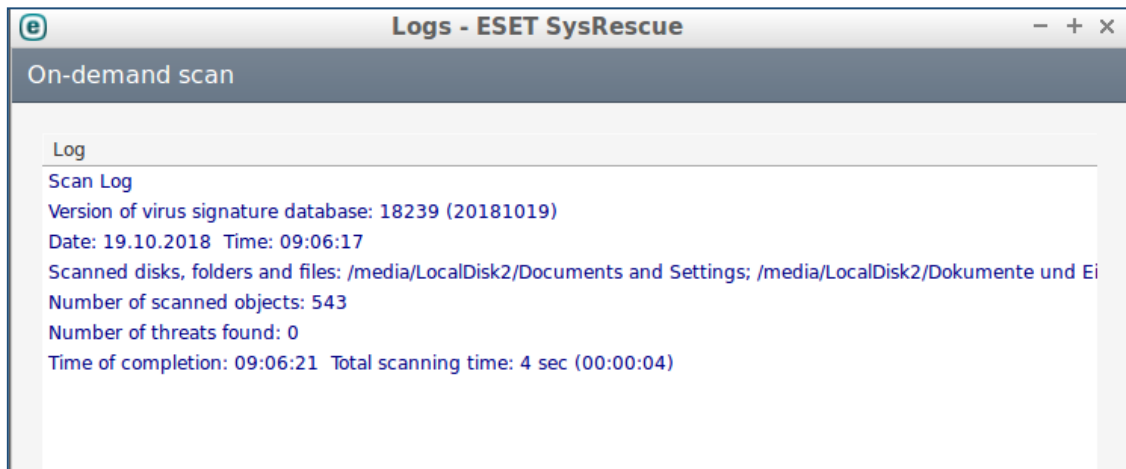 Logs - ESET SysRescue
On-demand scan
Log
Scan Log
Version of virus signature database: 18239 (20181019)
Date: 19.10.2018 Time: 09:06:17
Scanned disks, folders and files: /media/LocalDisk2/Documents and Settings; /media/LocalDisk2/Dokumente und Ei
Number of scanned objects: 543
Number of threats found: 0
Time of completion: 09:06:21 Total scanning time: 4 sec (00:00:04)